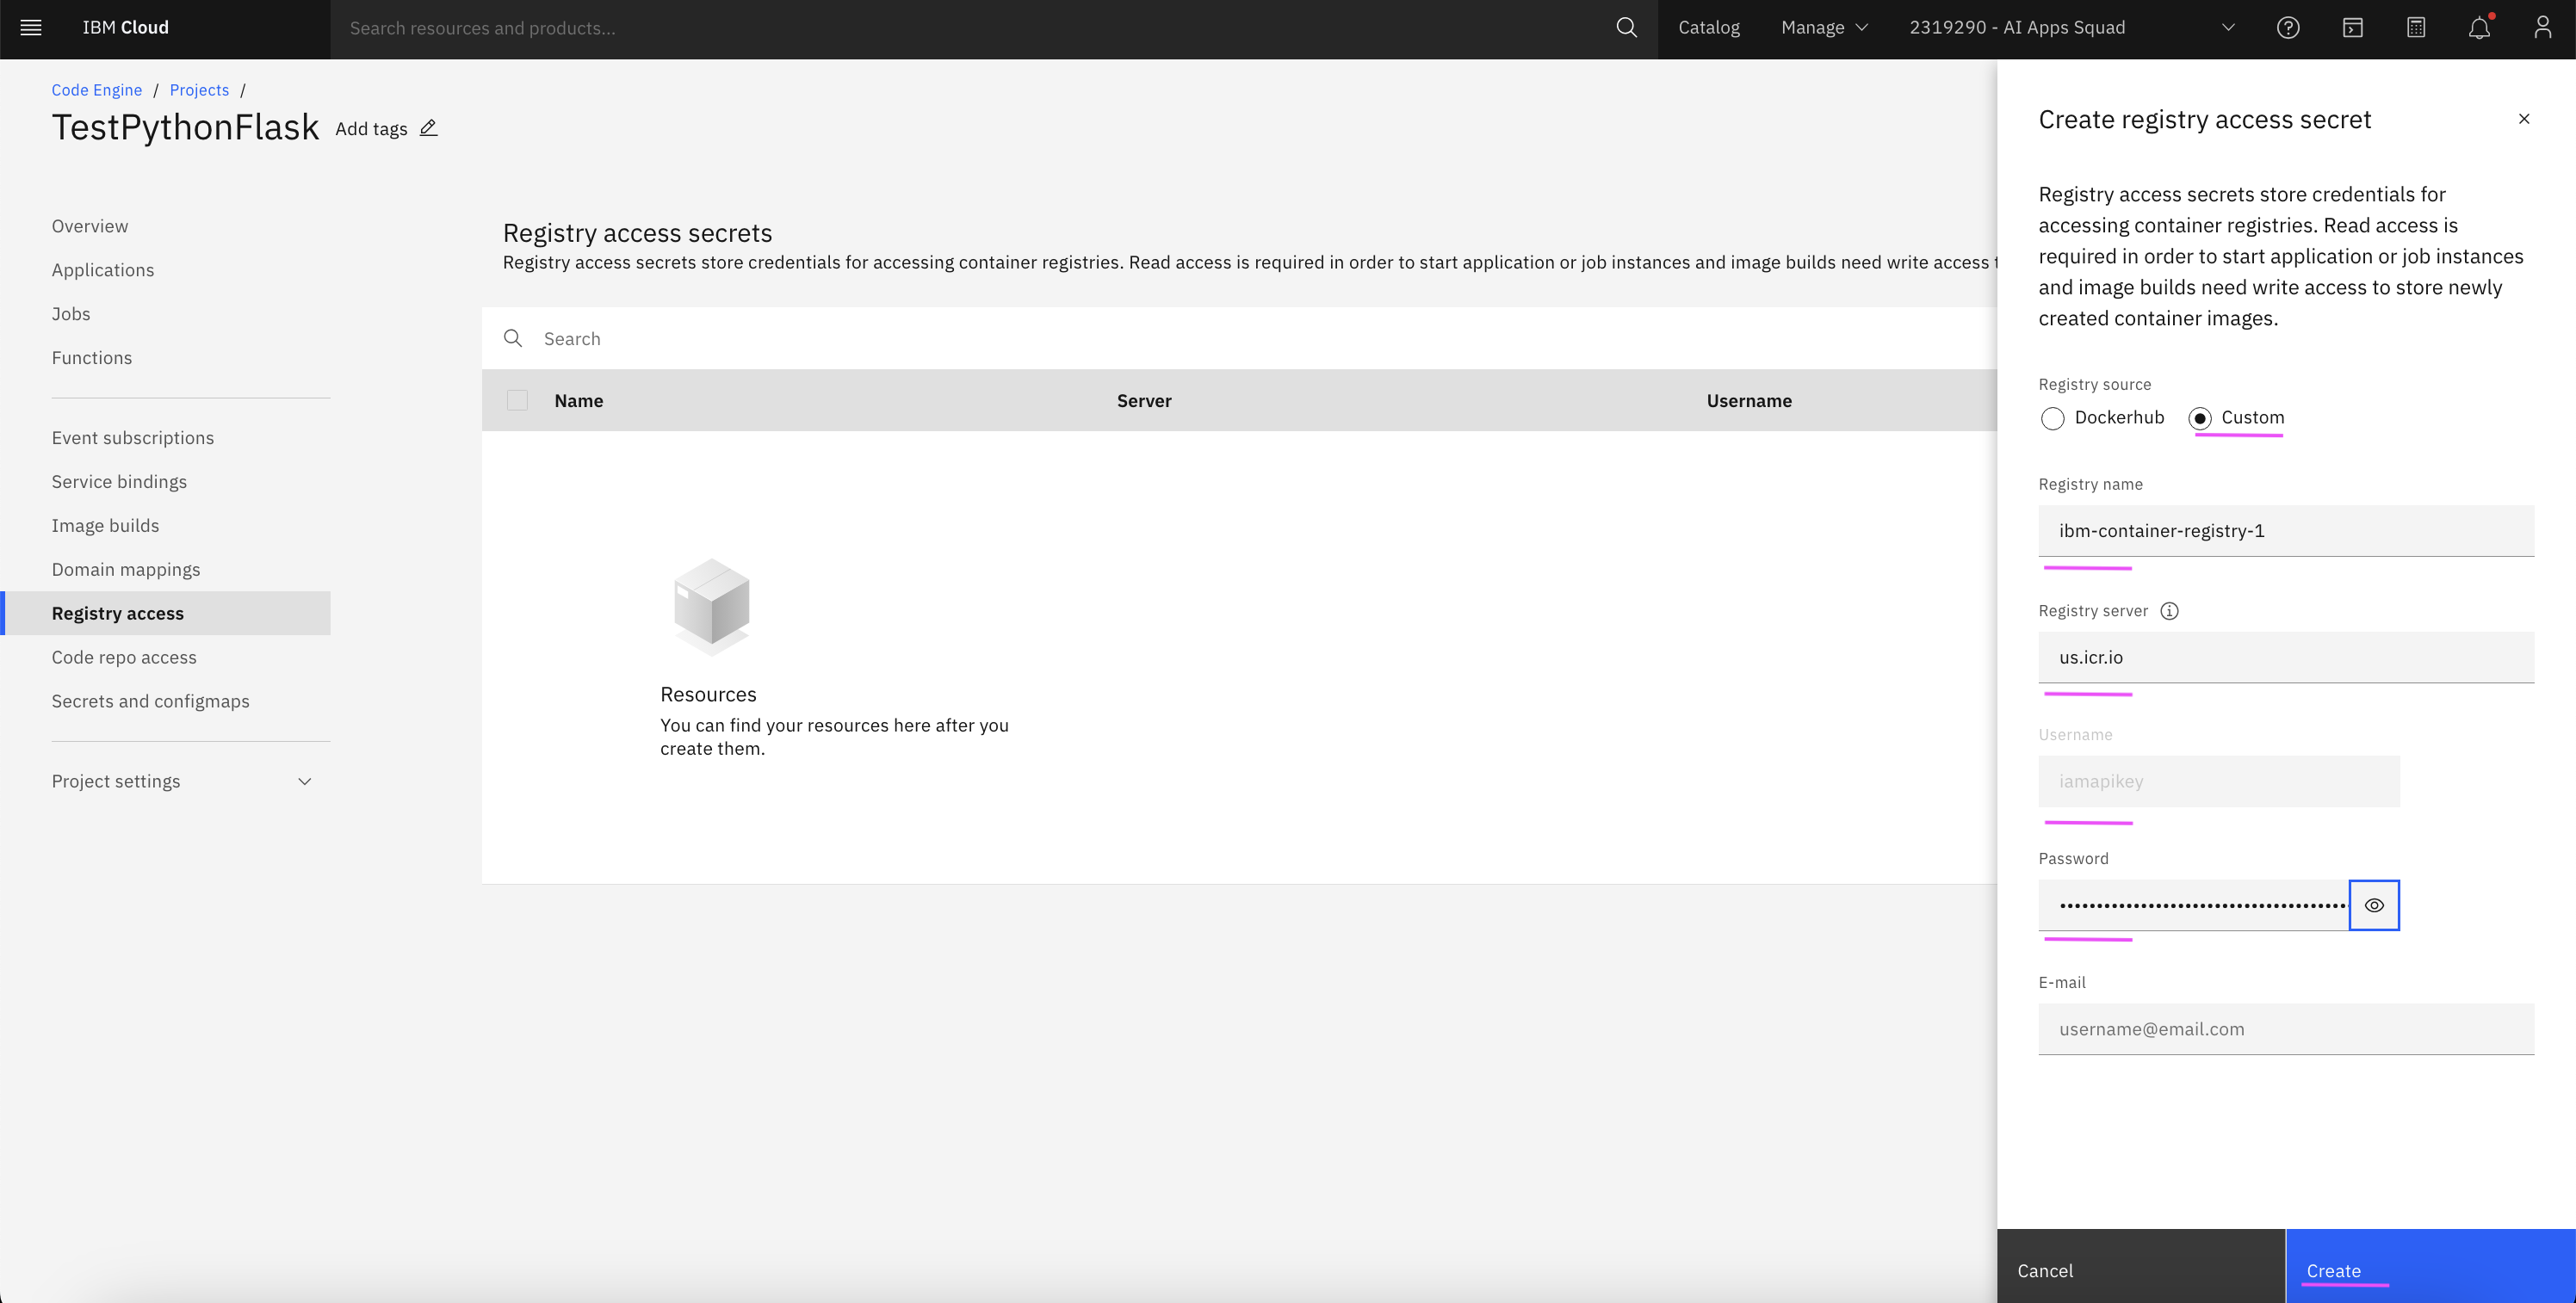 IBM Cloud
Search resources and products...
Catalog
Manage
2319290 - AI Apps Squad
Code Engine / Projects /
TestPythonFlask
Add tags
Overview
Applications
Jobs
Functions
Event subscriptions
Service bindings
Image builds
Domain mappings
Registry access
Code repo access
Secrets and configmaps
Project settings
Registry access secrets
Registry access secrets store credentials for accessing container registries. Read access is required in order to start application or job instances and image builds need write access
Search
Name
Server
Username
Resources
You can find your resources here after you
create them.
Create registry access secret
Registry access secrets store credentials for
accessing container registries. Read access is
required in order to start application or job instances
and image builds need write access to store newly
created container images.
Registry source
Dockerhub
Custom
Registry name
ibm-container-registry-1
Registry server
us.icr.io
Username
iamapikey
Password
E-mail
username@email.com
Cancel
Create